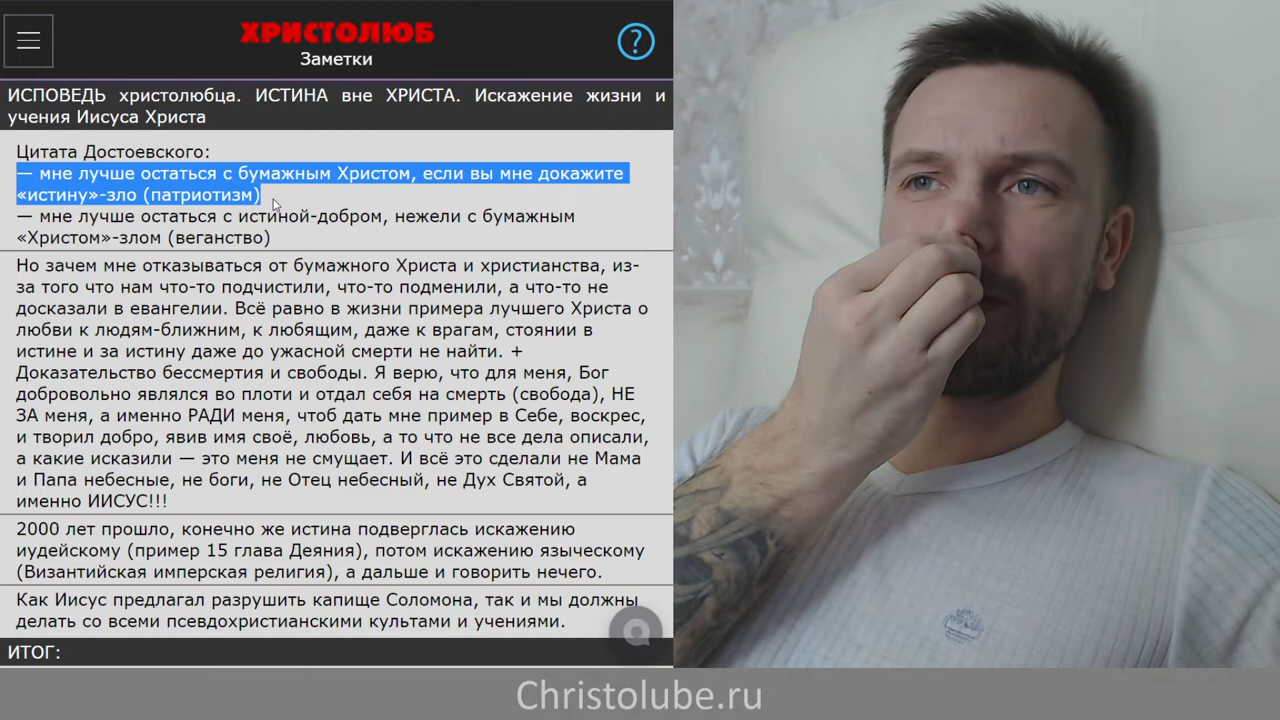 ХРИСТОЛЮБ
Заметки
?
ИСПОВЕДЬ христолюбца. ИСТИНА вне ХРИСТА. Искажение жизни и
учения Иисуса Христа
Цитата Достоевского:
— мне лучше остаться с бумажным Христом, если вы мне докажите
«истину»-зло (патриотизм)
— мне лучше остаться с истиной-добром, нежели с бумажным
«Христом»-злом (веганство)
Но зачем мне отказываться от бумажного Христа и христианства, из-
за того что нам что-то подчистили, что-то подменили, а что-то не
досказали в евангелии. Всё равно в жизни примера лучшего Христа о
любви к людям-ближним, к любящим, даже к врагам, стоянии в
истине и за истину даже до ужасной смерти не найти. +
Доказательство бессмертия и свободы. Я верю, что для меня, Бог
добровольно являлся во плоти и отдал себя на смерть (свобода), НЕ
ЗА меня, а именно РАДИ меня, чтоб дать мне пример в Себе, воскрес,
и творил добро, явив имя своё, любовь, а то что не все дела описали,
а какие исказили — это меня не смущает. И всё это сделали не Мама
и Папа небесные, не боги, не Отец небесный, не Дух Святой, а
именно ИИСУС!!!
2000 лет прошло, конечно же истина подверглась искажению
иудейскому (пример 15 глава Деяния), потом искажению языческому
(Византийская имперская религия), а дальше и говорить нечего.
Как Иисус предлагал разрушить капище Соломона, так и мы должны
делать со всеми псевдохристианскими культами и учениями.
ИТОГ:
Christolube.ru